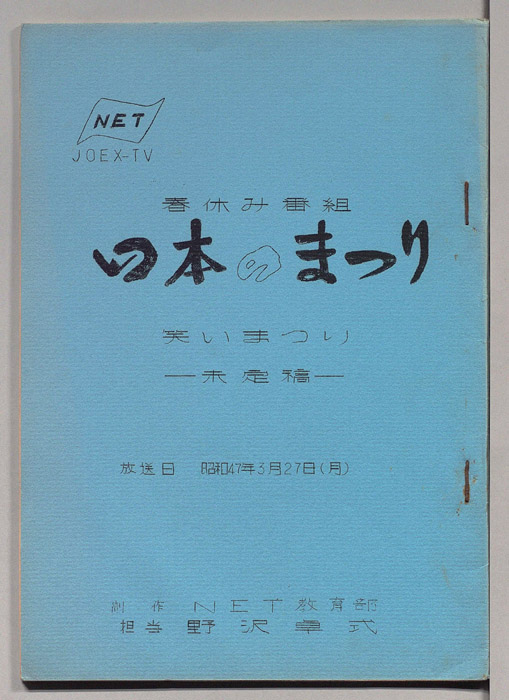 NET
JOEX-TV
春休み番組
日本のまつり
笑いまつり
―未定稿―
放送日 昭和47年3月27日(月)
制作 NET教育部
担当 野沢卓式